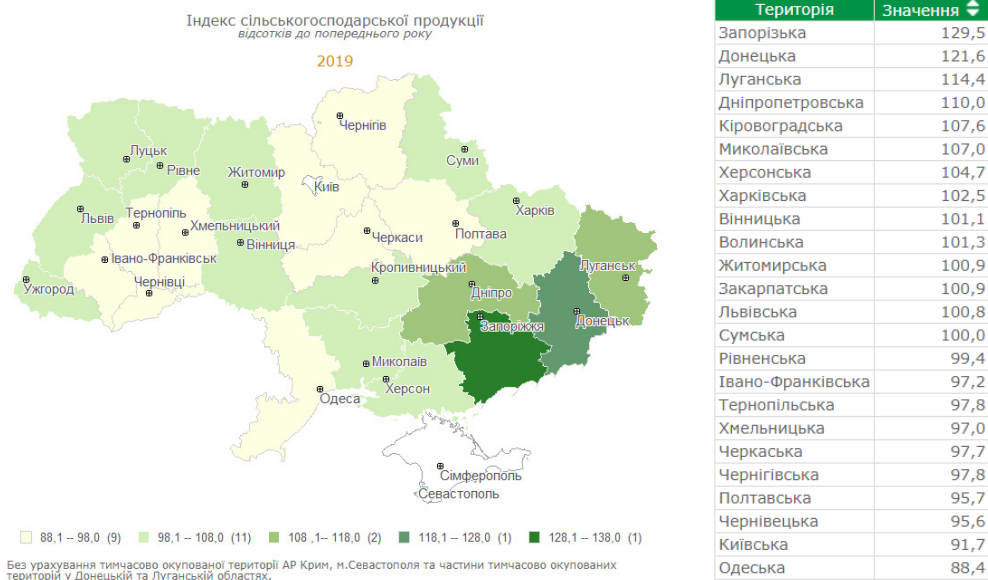 Індекс сільськогосподарської продукції
відсотків до попереднього року
2019
Чернігів
Луцьк
Рівне
Житомир
Київ
Суми
Львів
Тернопіль
Хмельницький
Вінниця
Черкаси
Полтава
Харків
Івано-Франківськ
Ужгород
Чернівці
Кропивницький
Дніпро
Луганськ
Запоріжжя
Донецьк
Миколаїв
Херсон
Одеса
Сімферополь
Севастополь
88,1 -- 98,0 (9)
98,1 -- 108,0 (11)
108 ,1-- 118,0 (2)
118,1 -- 128,0 (1)
128,1 -- 138,0 (1)
Без урахування тимчасово окупованої території АР Крим, м.Севастополя та частини тимчасово окупованих
територій у Донецькій та Луганській областях.
Територія Значення
Запорізька 129,5
Донецька 121,6
Луганська 114,4
Дніпропетровська 110,0
Кіровоградська 107,6
Миколаївська 107,0
Херсонська 104,7
Харківська 102,5
Вінницька 101,1
Волинська 101,3
Житомирська 100,9
Закарпатська 100,9
Львівська 100,8
Сумська 100,0
Рівненська 99,4
Івано-Франківська 97,2
Тернопільська 97,8
Хмельницька 97,0
Черкаська 97,7
Чернігівська 97,8
Полтавська 95,7
Чернівецька 95,6
Київська 91,7
Одеська 88,4